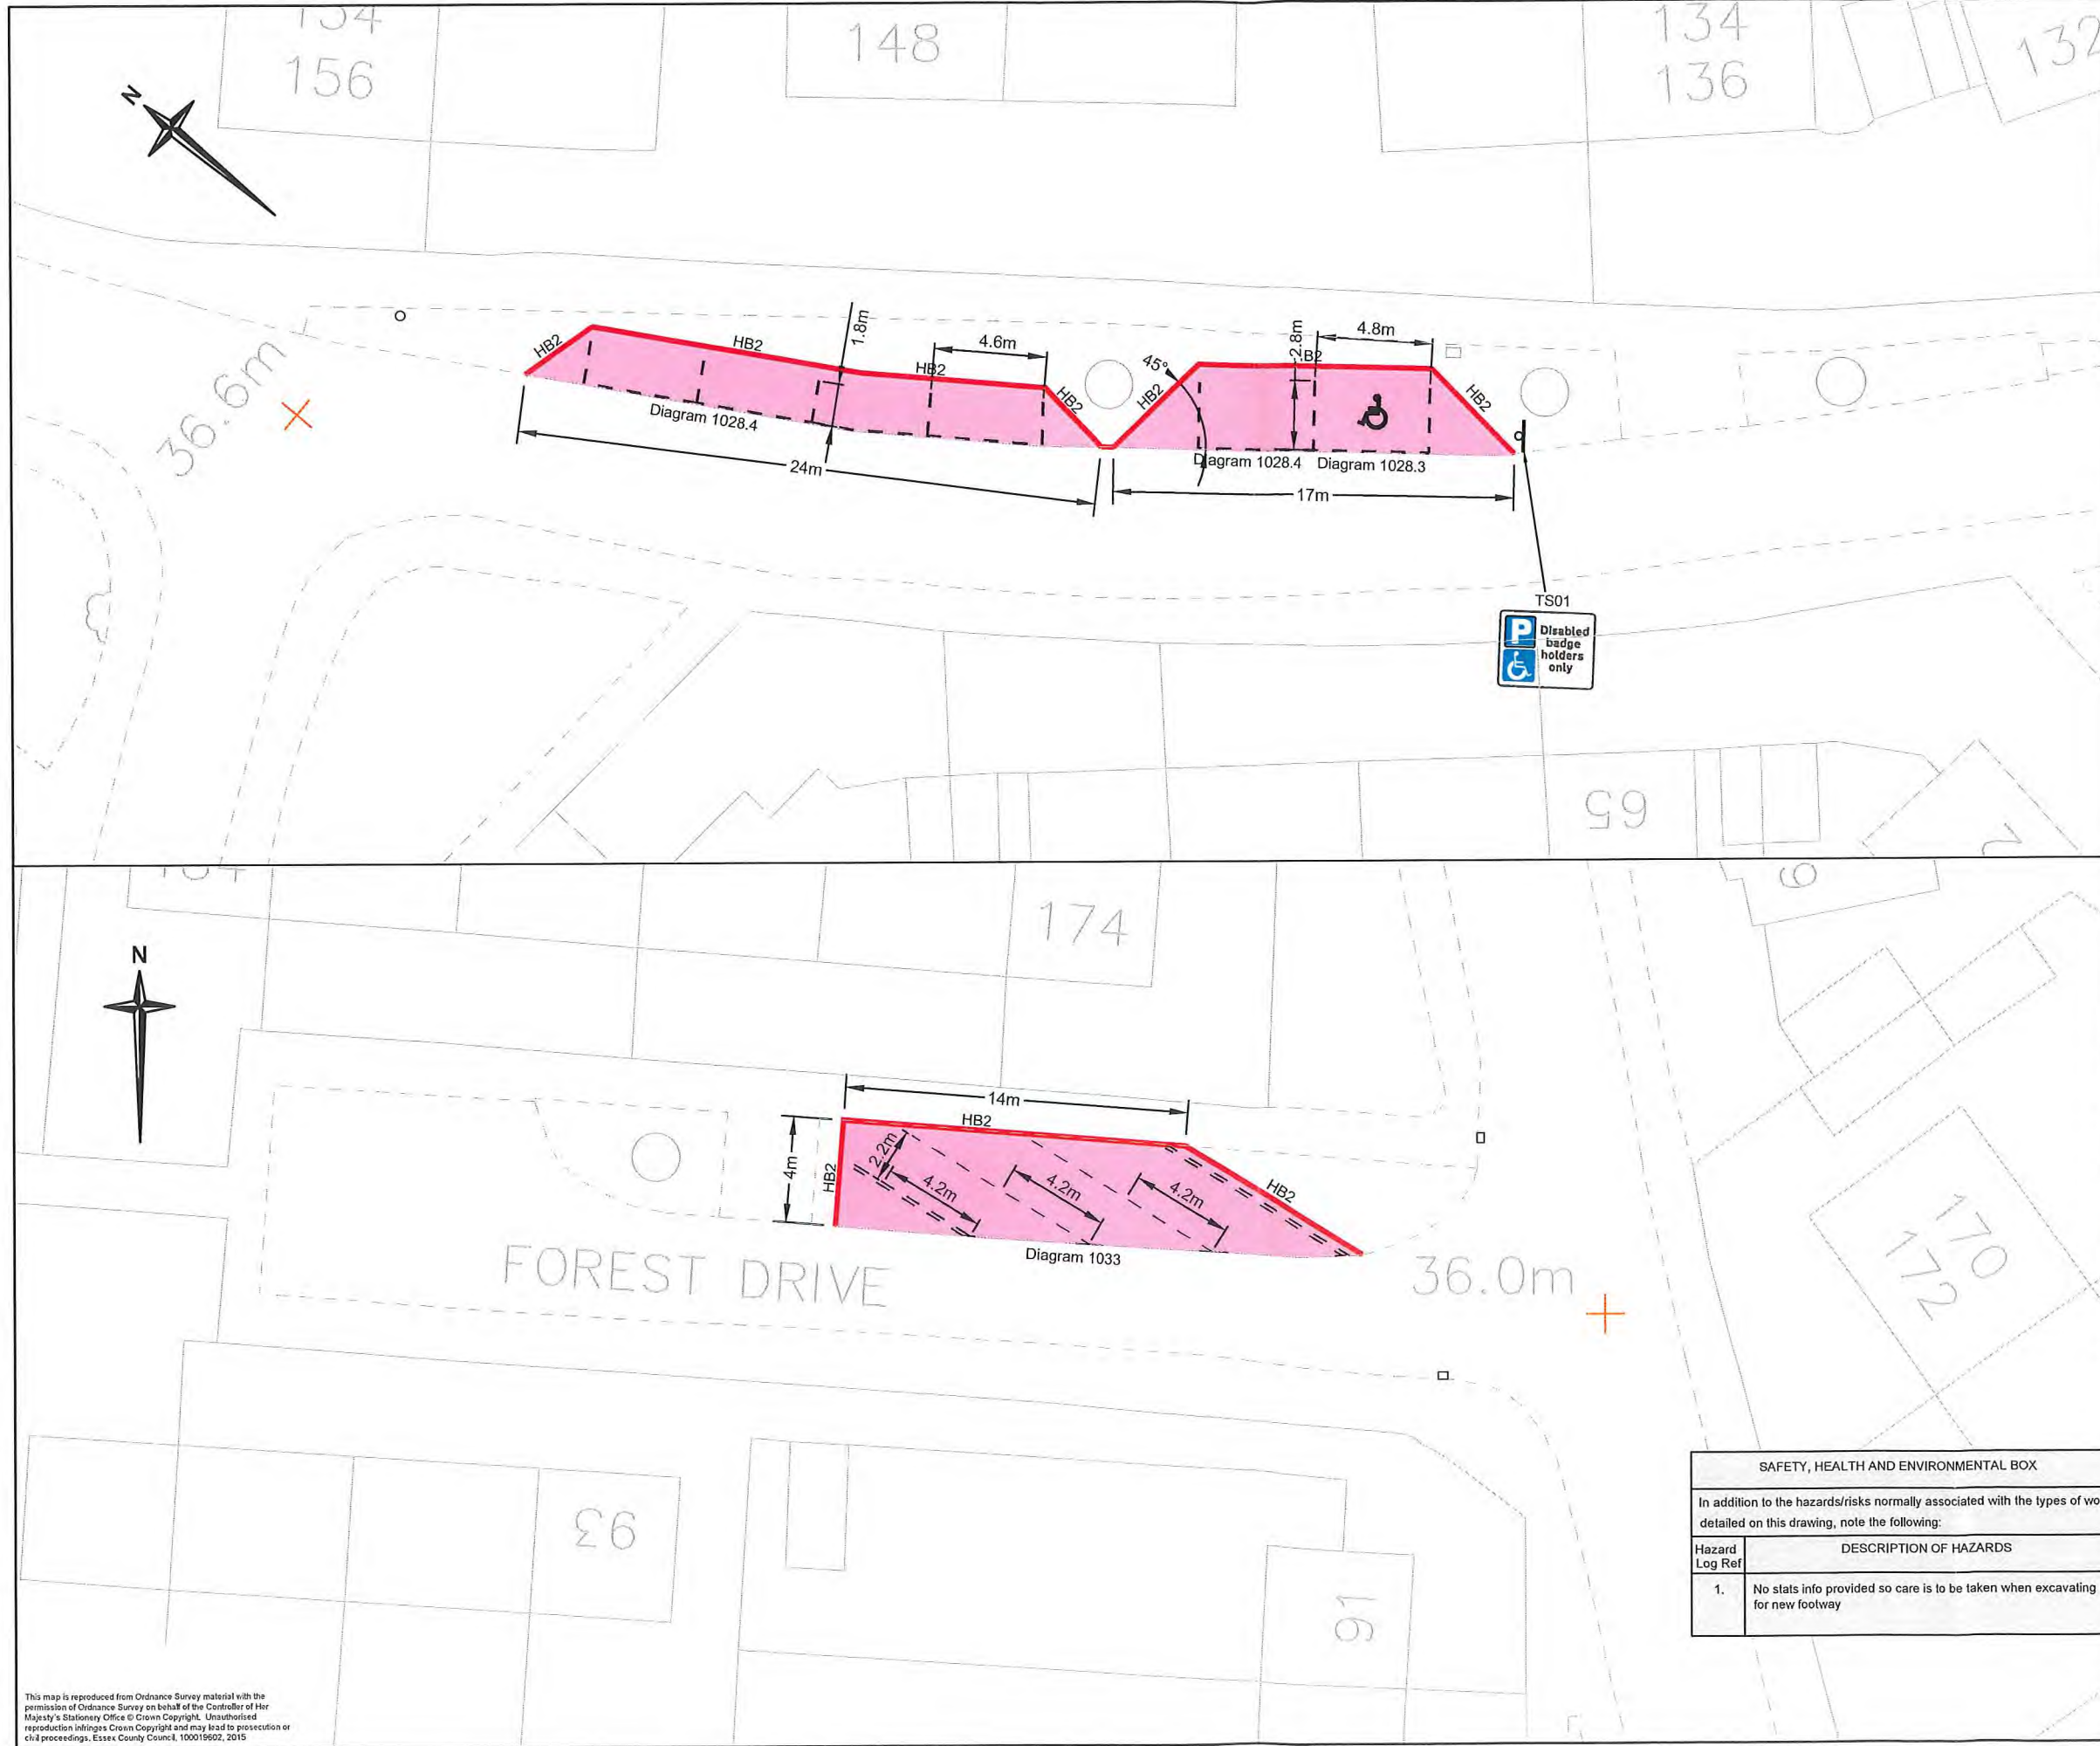 156
148
134
136
132
N
36.6m
HB2
HB2
1.8m
HB2
4.6m
HB2
45°
HB2
2.8m
4.8m
HB2
Diagram 1028.4
24m
Diagram 1028.4
Diagram 1028.3
17m
TS01
P Disabled
badge
holders
only
65
2
N
174
9
14m
HB2
4m
HB2
2.2m
4.2m
4.2m
4.2m
HB2
Diagram 1033
FOREST DRIVE
36.0m
170
172
93
91
SAFETY, HEALTH AND ENVIRONMENTAL BOX
In addition to the hazards/risks normally associated with the types of wo
detailed on this drawing, note the following:
Hazard
Log Ref
DESCRIPTION OF HAZARDS
1.
No stats info provided so care is to be taken when excavating
for new footway
This map is reproduced from Ordnance Survey material with the
permission of Ordnance Survey on behalf of the Controller of Her
Majesty's Stationery Office © Crown Copyright. Unauthorised
reproduction infringes Crown Copyright and may lead to prosecution or
civil proceedings. Essex County Council, 100019602, 2015